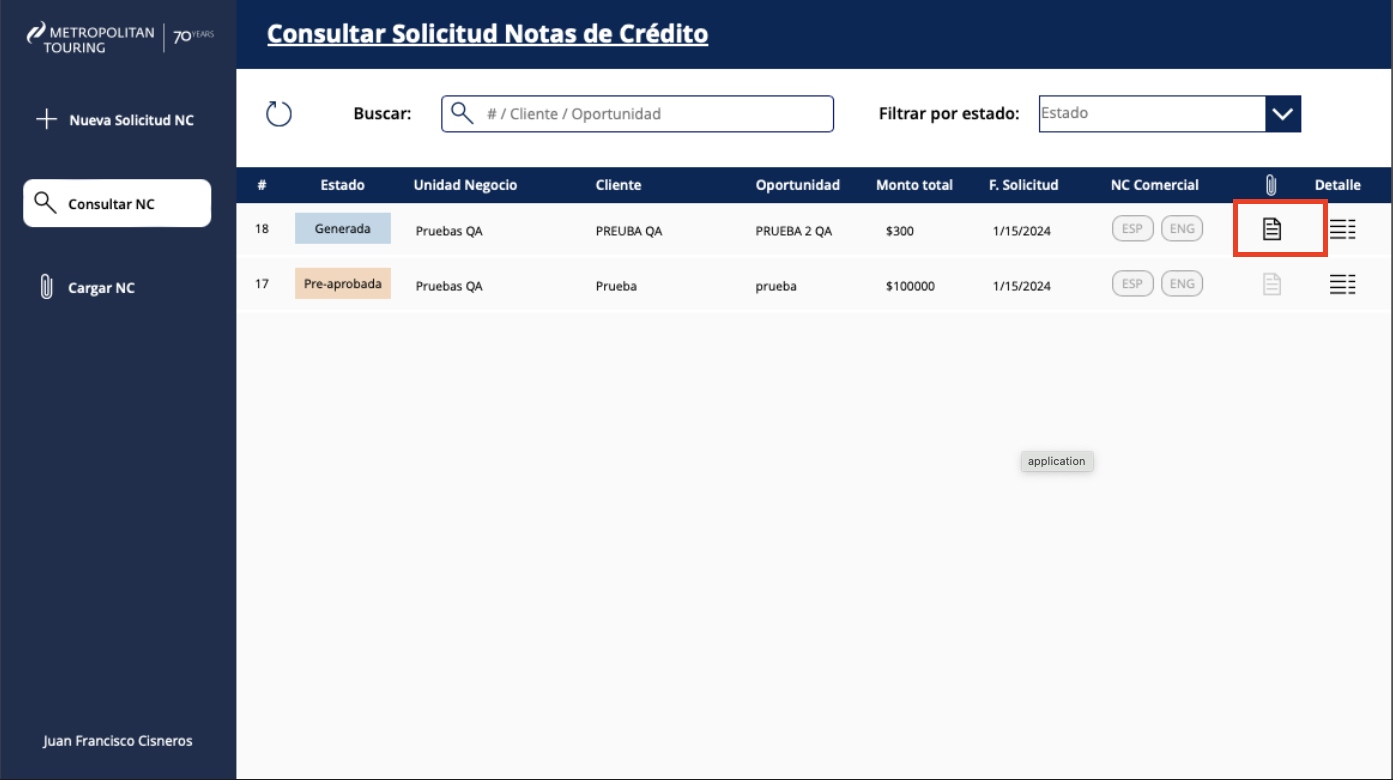 METROPOLITAN TOURING 70 YEARS
Consultar Solicitud Notas de Crédito
Nueva Solicitud NC
Consultar NC
Cargar NC
Juan Francisco Cisneros
Buscar: # / Cliente / Oportunidad Filtrar por estado: Estado
# Estado Unidad Negocio Cliente Oportunidad Monto total F. Solicitud NC Comercial Detalle
18 Generada Pruebas QA PREUBA QA PRUEBA 2 QA $300 1/15/2024 ESP ENG
17 Pre-aprobada Pruebas QA Prueba prueba $100000 1/15/2024 ESP ENG
application